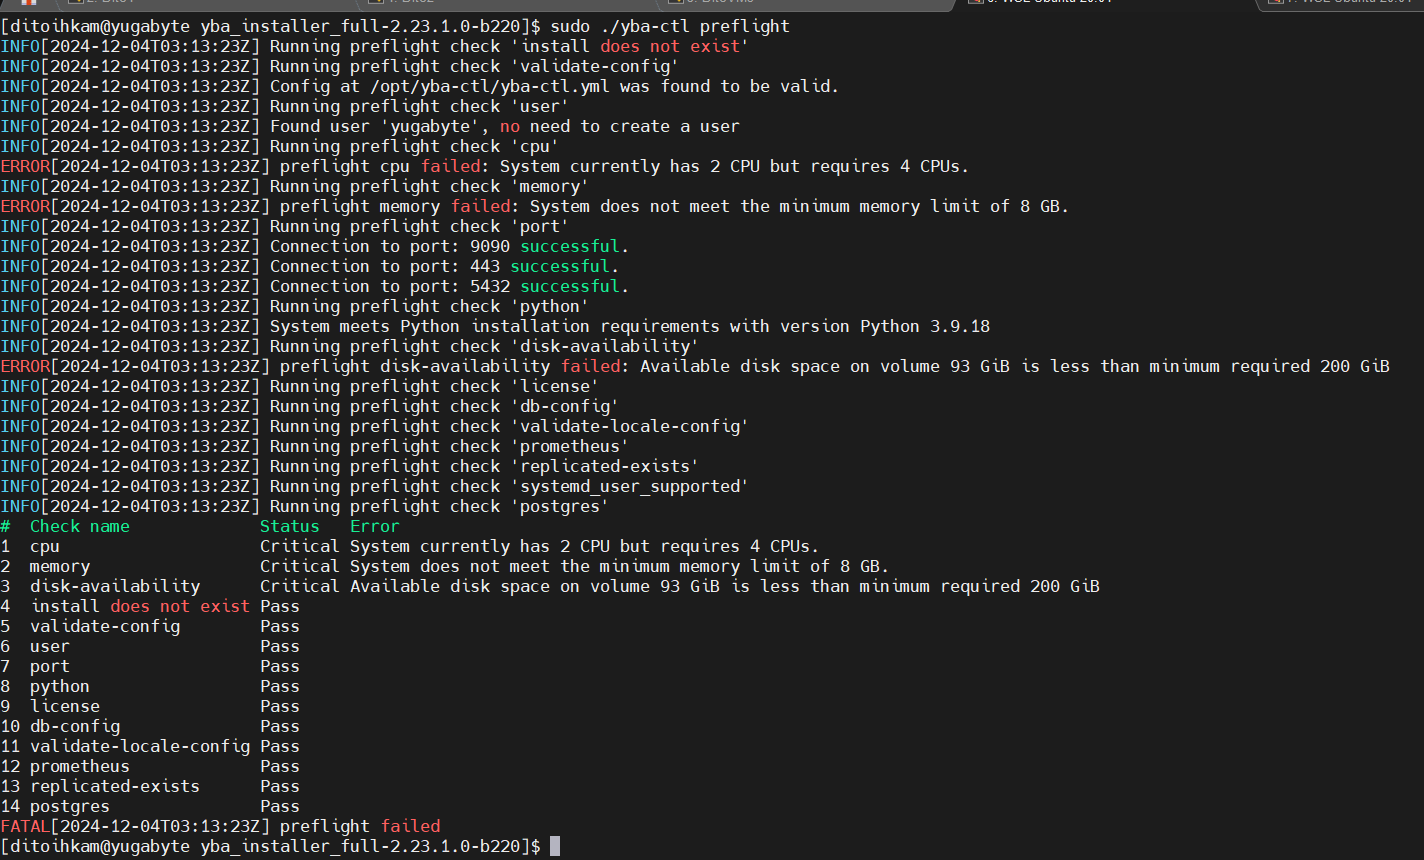 [ditoihkam@yugabyte yba_installer_full-2.23.1.0-b220]$ sudo ./yba-ctl preflight
INFO[2024-12-04T03:13:23Z] Running preflight check 'install does not exist'
INFO[2024-12-04T03:13:23Z] Running preflight check 'validate-config'
INFO[2024-12-04T03:13:23Z] Config at /opt/yba-ctl/yba-ctl.yml was found to be valid.
INFO[2024-12-04T03:13:23Z] Running preflight check 'user'
INFO[2024-12-04T03:13:23Z] Found user 'yugabyte', no need to create a user
INFO[2024-12-04T03:13:23Z] Running preflight check 'cpu'
ERROR[2024-12-04T03:13:23Z] preflight cpu failed: System currently has 2 CPU but requires 4 CPUs.
INFO[2024-12-04T03:13:23Z] Running preflight check 'memory'
ERROR[2024-12-04T03:13:23Z] preflight memory failed: System does not meet the minimum memory limit of 8 GB.
INFO[2024-12-04T03:13:23Z] Running preflight check 'port'
INFO[2024-12-04T03:13:23Z] Connection to port: 9090 successful.
INFO[2024-12-04T03:13:23Z] Connection to port: 443 successful.
INFO[2024-12-04T03:13:23Z] Connection to port: 5432 successful.
INFO[2024-12-04T03:13:23Z] Running preflight check 'python'
INFO[2024-12-04T03:13:23Z] System meets Python installation requirements with version Python 3.9.18
INFO[2024-12-04T03:13:23Z] Running preflight check 'disk-availability'
ERROR[2024-12-04T03:13:23Z] preflight disk-availability failed: Available disk space on volume 93 GiB is less than minimum required 200 GiB
INFO[2024-12-04T03:13:23Z] Running preflight check 'license'
INFO[2024-12-04T03:13:23Z] Running preflight check 'db-config'
INFO[2024-12-04T03:13:23Z] Running preflight check 'validate-locale-config'
INFO[2024-12-04T03:13:23Z] Running preflight check 'prometheus'
INFO[2024-12-04T03:13:23Z] Running preflight check 'replicated-exists'
INFO[2024-12-04T03:13:23Z] Running preflight check 'systemd_user_supported'
INFO[2024-12-04T03:13:23Z] Running preflight check 'postgres'
# Check name Status Error
1 cpu Critical System currently has 2 CPU but requires 4 CPUs.
2 memory Critical System does not meet the minimum memory limit of 8 GB.
3 disk-availability Critical Available disk space on volume 93 GiB is less than minimum required 200 GiB
4 install does not exist Pass
5 validate-config Pass
6 user Pass
7 port Pass
8 python Pass
9 license Pass
10 db-config Pass
11 validate-locale-config Pass
12 prometheus Pass
13 replicated-exists Pass
14 postgres Pass
FATAL[2024-12-04T03:13:23Z] preflight failed
[ditoihkam@yugabyte yba_installer_full-2.23.1.0-b220]$